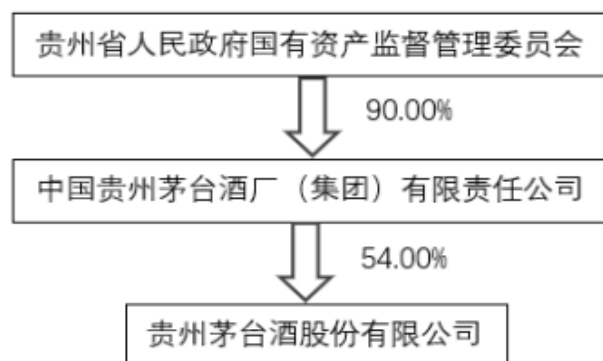 贵州省人民政府国有资产监督管理委员会
90.00%
中国贵州茅台酒厂（集团）有限责任公司
54.00%
贵州茅台酒股份有限公司